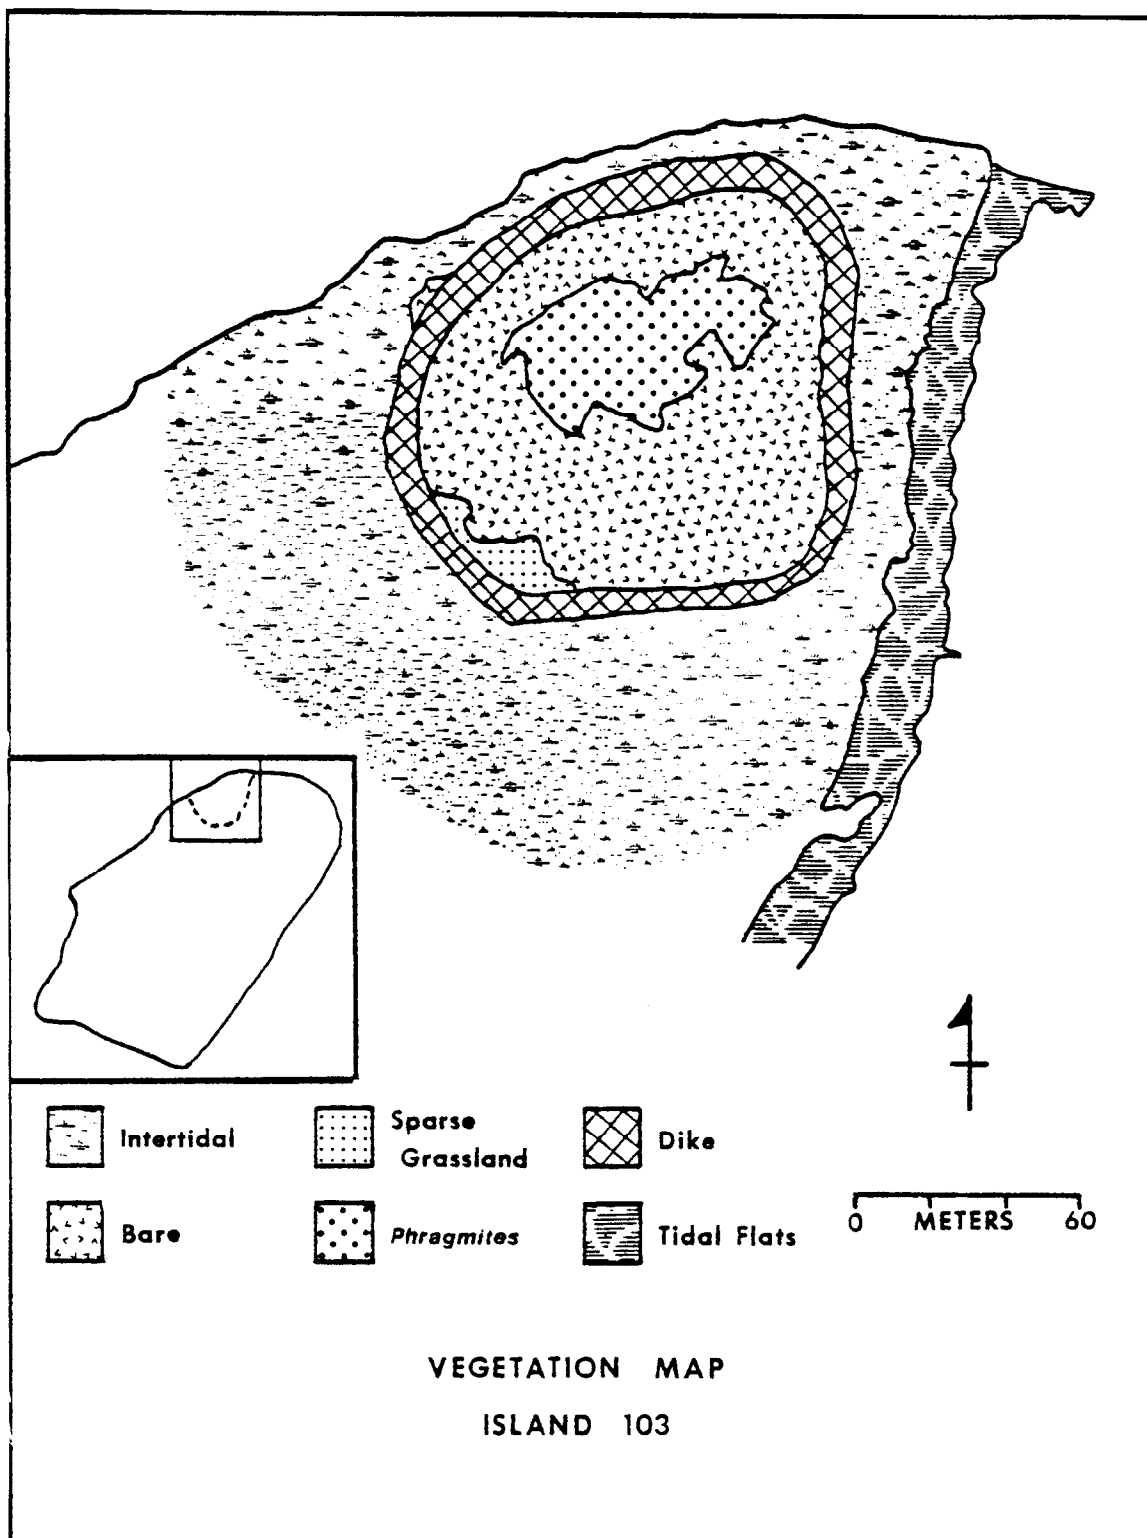 Intertidal
Sparse
Grassland
Dike
Bare
Phragmites
Tidal Flats
0 METERS 60
VEGETATION MAP
ISLAND 103